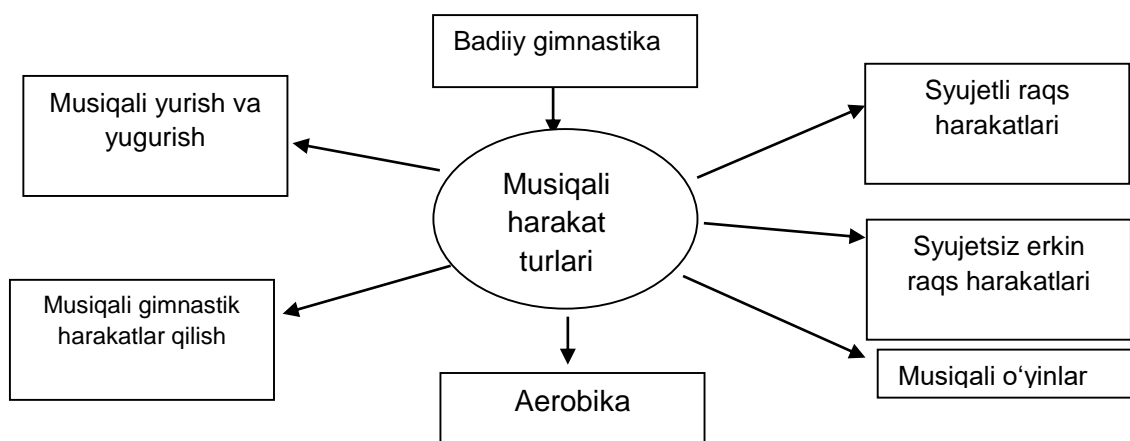 Badiiy gimnastika
Musiqali yurish va
yugurish
Syujetli raqs
harakatlari
Musiqali
harakat
turlari
Syujetsiz erkin
raqs harakatlari
Musiqali gimnastik
harakatlar qilish
Aerobika
Musiqali o‘yinlar